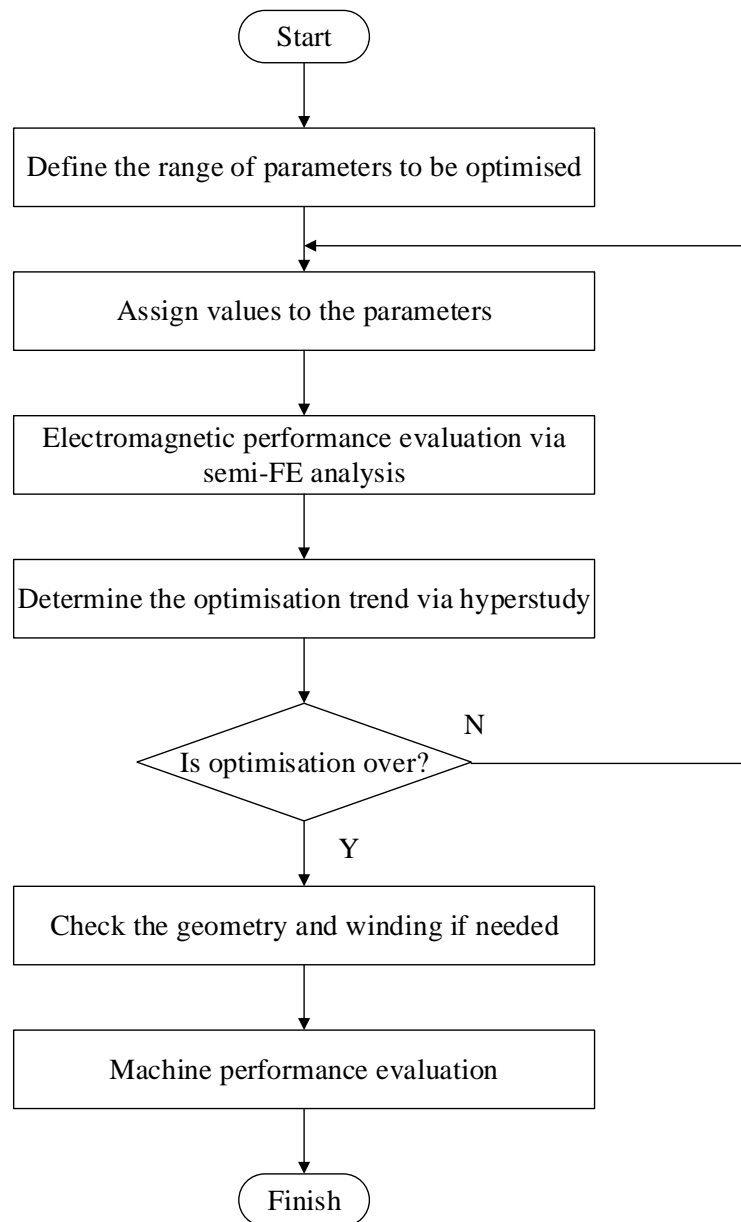 Start
Define the range of parameters to be optimised
Assign values to the parameters
Electromagnetic performance evaluation via
semi-FE analysis
Determine the optimisation trend via hyperstudy
N
Is optimisation over?
Y
Check the geometry and winding if needed
Machine performance evaluation
Finish